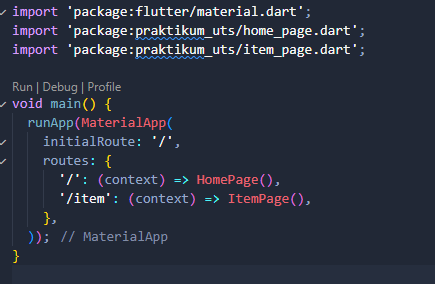 import 'package:flutter/material.dart';
import 'package:praktikum_uts/home_page.dart';
import 'package:praktikum_uts/item_page.dart';
Run | Debug | Profile
void main() {
  runApp(MaterialApp(
    initialRoute: '/',
    routes: {
      '/': (context) => HomePage(),
      '/item': (context) => ItemPage(),
    },
  )); // MaterialApp
}